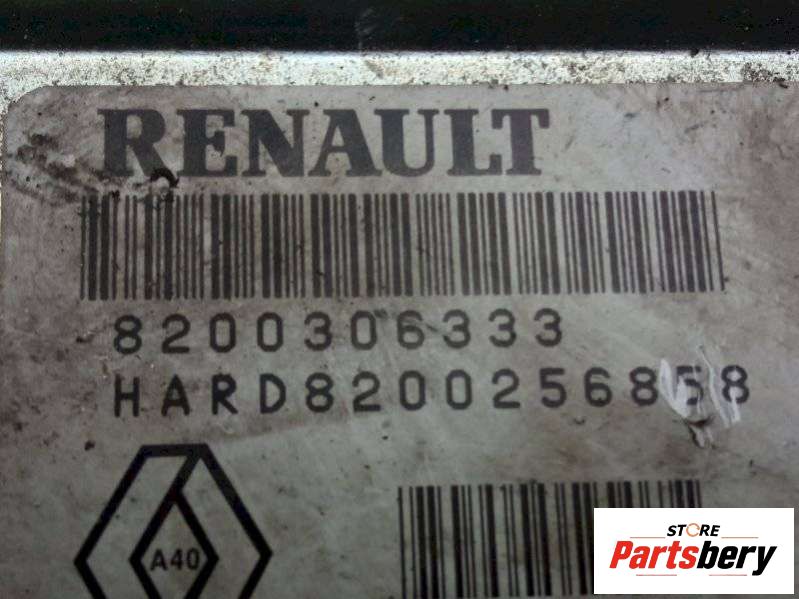 RENAULT
8200306333
HARD8200256858
A40
STORE
Partsbery